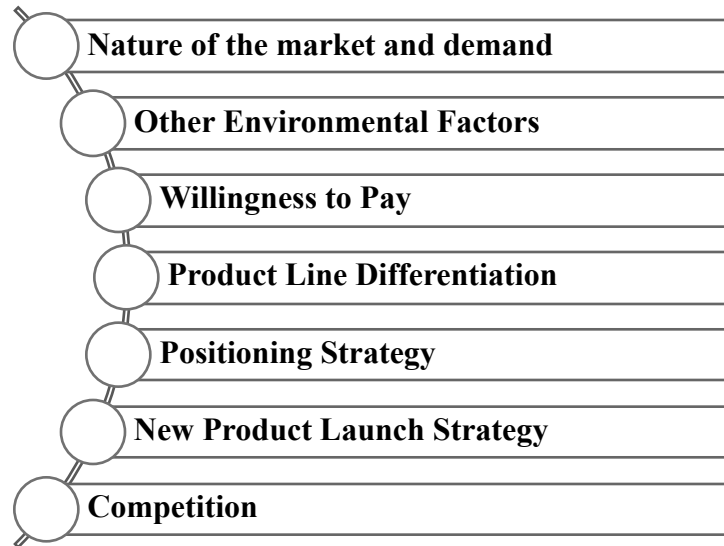 Nature of the market and demand
Other Environmental Factors
Willingness to Pay
Product Line Differentiation
Positioning Strategy
New Product Launch Strategy
Competition